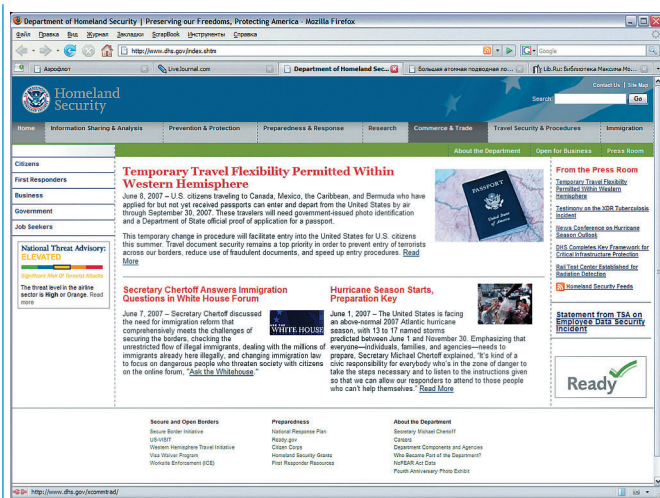 Department of Homeland Security | Preserving our Freedoms, Protecting America - Mozilla Firefox
Файл Правка Вид Журнал Закладки ScrapBook Инструменты Справка
http://www.dhs.gov/index.shtm
Google
Аэрофлот
LiveJournal.com
Department of Homeland Sec...
Большая атомная подводная ло...
Lib.Ru: Библиотека Максима Мо...
Homeland
Security
Contact Us | Site Map
Search:
Go
Home
Information Sharing & Analysis
Prevention & Protection
Preparedness & Response
Research
Commerce & Trade
Travel Security & Procedures
Immigration
About the Department
Open for Business
Press Room
Citizens
First Responders
Business
Government
Job Seekers
National Threat Advisory:
ELEVATED
Significant Risk Of Terrorist Attacks
The threat level in the airline
sector is High or Orange. Read
more
Temporary Travel Flexibility Permitted Within
Western Hemisphere
June 8, 2007 – U.S. citizens traveling to Canada, Mexico, the Caribbean, and Bermuda who have
applied for but not yet received passports can enter and depart from the United States by air
through September 30, 2007. These travelers will need government-issued photo identification
and a Department of State official proof of application for a passport.
This temporary change in procedure will facilitate entry into the United States for U.S. citizens
this summer. Travel document security remains a top priority in order to prevent entry of terrorists
across our borders, reduce use of fraudulent documents, and speed up entry procedures. Read
More
PASSPORT
United States
of America
Secretary Chertoff Answers Immigration
Questions in White House Forum
June 7, 2007 – Secretary Chertoff discussed
the need for immigration reform that
comprehensively meets the challenges of
securing the borders, checking the
unrestricted flow of illegal immigrants, dealing with the millions of
immigrants already here illegally, and changing immigration law
to focus on dangerous people who threaten society with citizens
on the online forum, "Ask the Whitehouse."
ASK THE
WHITE HOUSE
Hurricane Season Starts,
Preparation Key
June 1, 2007 – The United States is facing
an above-normal 2007 Atlantic hurricane
season, with 13 to 17 named storms
predicted between June 1 and November 30. Emphasizing that
everyone—individuals, families, and agencies—needs to
prepare, Secretary Michael Chertoff explained, "It's kind of a
civic responsibility for everybody who's in the zone of danger to
take the steps necessary and to listen to the instructions given
so that we can allow our responders to attend to those people
who can't help themselves." Read More
From the Press Room
Temporary Travel Flexibility
Permitted Within Western
Hemisphere
Testimony on the XDR Tuberculosis
Incident
News Conference on Hurricane
Season Outlook
DHS Completes Key Framework for
Critical Infrastructure Protection
Rail Test Center Established for
Radiation Detection
Homeland Security Feeds
Statement from TSA on
Employee Data Security
Incident
Ready
Secure and Open Borders
Secure Border Initiative
US-VISIT
Western Hemisphere Travel Initiative
Visa Waiver Program
Worksite Enforcement (ICE)
Preparedness
National Response Plan
Ready.gov
Citizen Corps
Homeland Security Grants
First Responder Resources
About the Department
Secretary Michael Chertoff
Careers
Department Components and Agencies
Who Became Part of the Department?
NoFEAR Act Data
Fourth Anniversary Photo Exhibit
http://www.dhs.gov/xcommtrad/